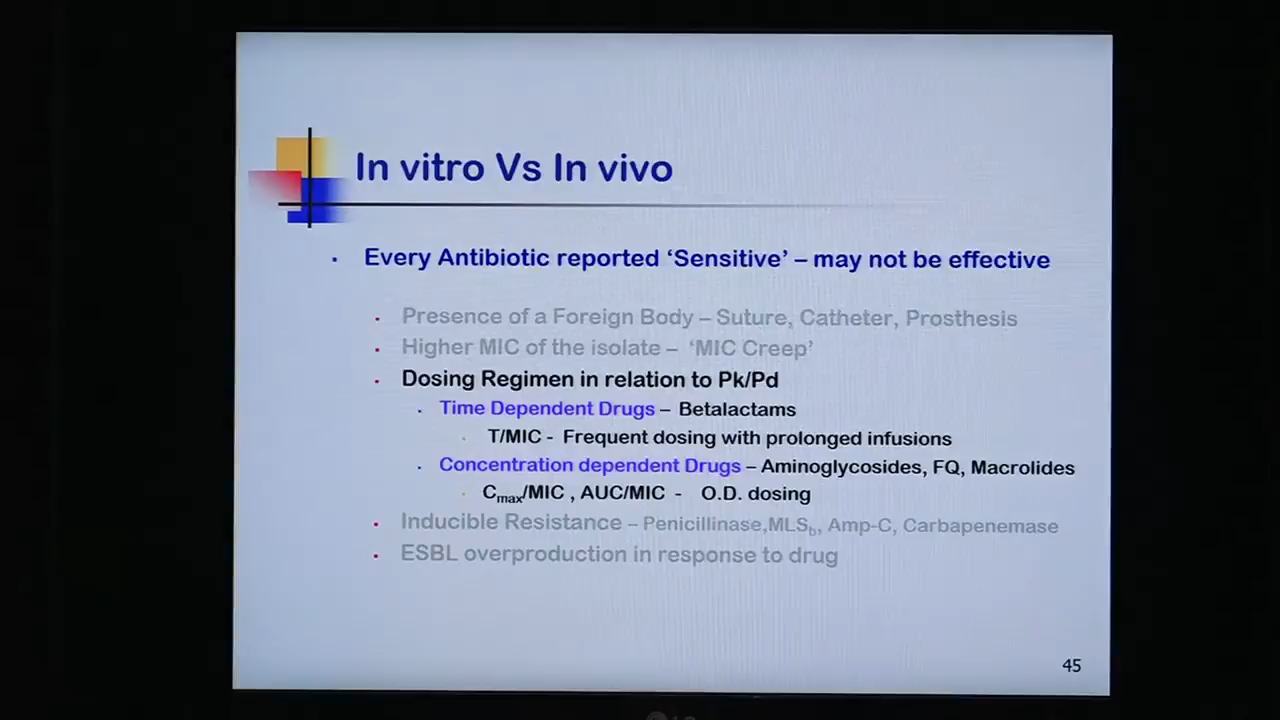 In vitro Vs In vivo
Every Antibiotic reported ‘Sensitive’ – may not be effective
Presence of a Foreign Body – Suture, Catheter, Prosthesis
Higher MIC of the isolate – ‘MIC Creep’
Dosing Regimen in relation to Pk/Pd
Time Dependent Drugs – Betalactams
T/MIC - Frequent dosing with prolonged infusions
Concentration dependent Drugs – Aminoglycosides, FQ, Macrolides
Cmax/MIC , AUC/MIC - O.D. dosing
Inducible Resistance – Penicillinase,MLSb, Amp-C, Carbapenemase
ESBL overproduction in response to drug
45